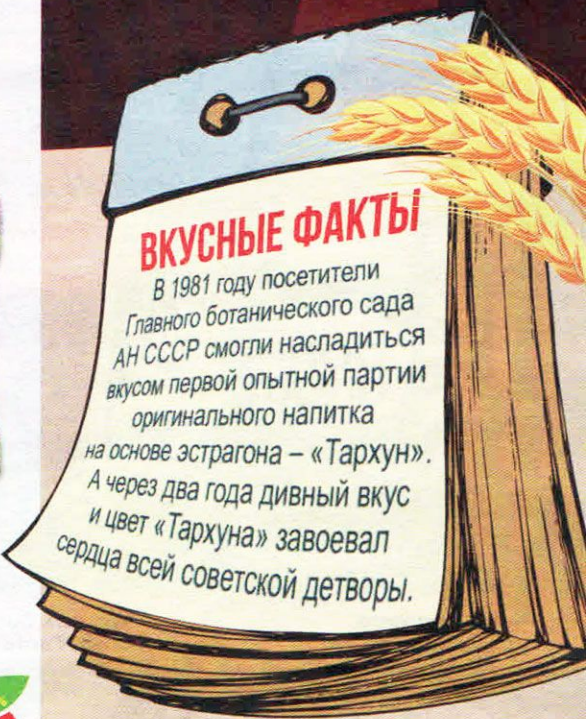 ВКУСНЫЕ ФАКТЫ
В 1981 году посетители
Главного ботанического сада
АН СССР смогли насладиться
вкусом первой опытной партии
оригинального напитка
на основе эстрагона – «Тархун».
А через два года дивный вкус
и цвет «Тархуна» завоевал
сердца всей советской детворы.